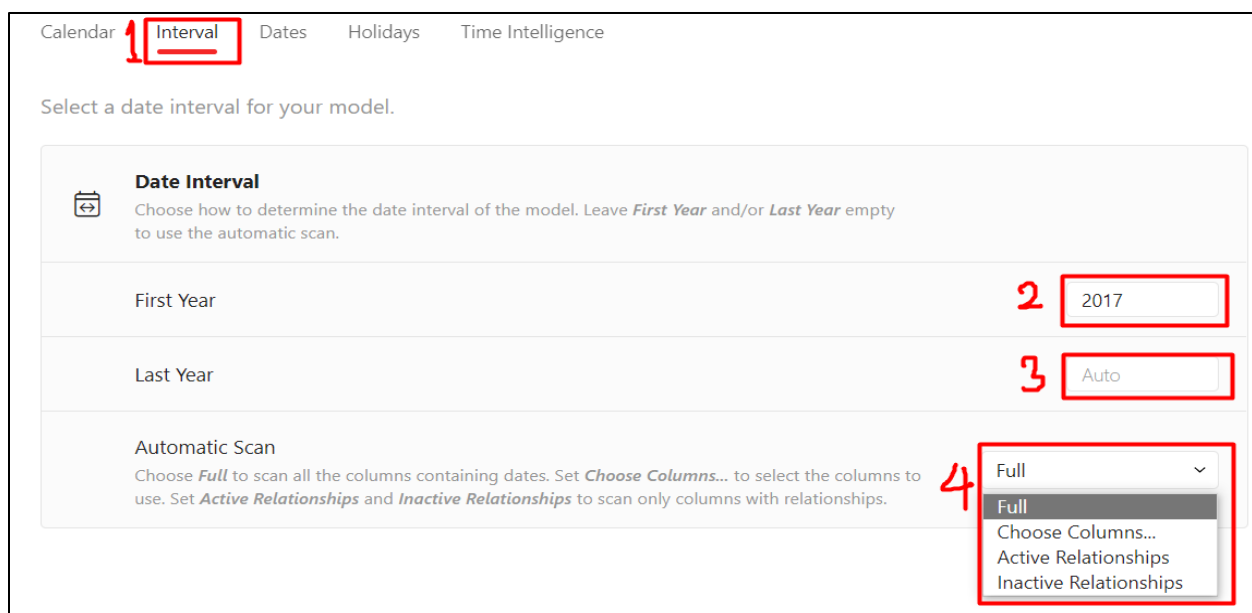 Calendar 1 Interval Dates Holidays Time Intelligence
Select a date interval for your model.
Date Interval
Choose how to determine the date interval of the model. Leave First Year and/or Last Year empty
to use the automatic scan.
First Year 2 2017
Last Year 3 Auto
Automatic Scan
Choose Full to scan all the columns containing dates. Set Choose Columns... to select the columns to
use. Set Active Relationships and Inactive Relationships to scan only columns with relationships.
4 Full
Full
Choose Columns...
Active Relationships
Inactive Relationships